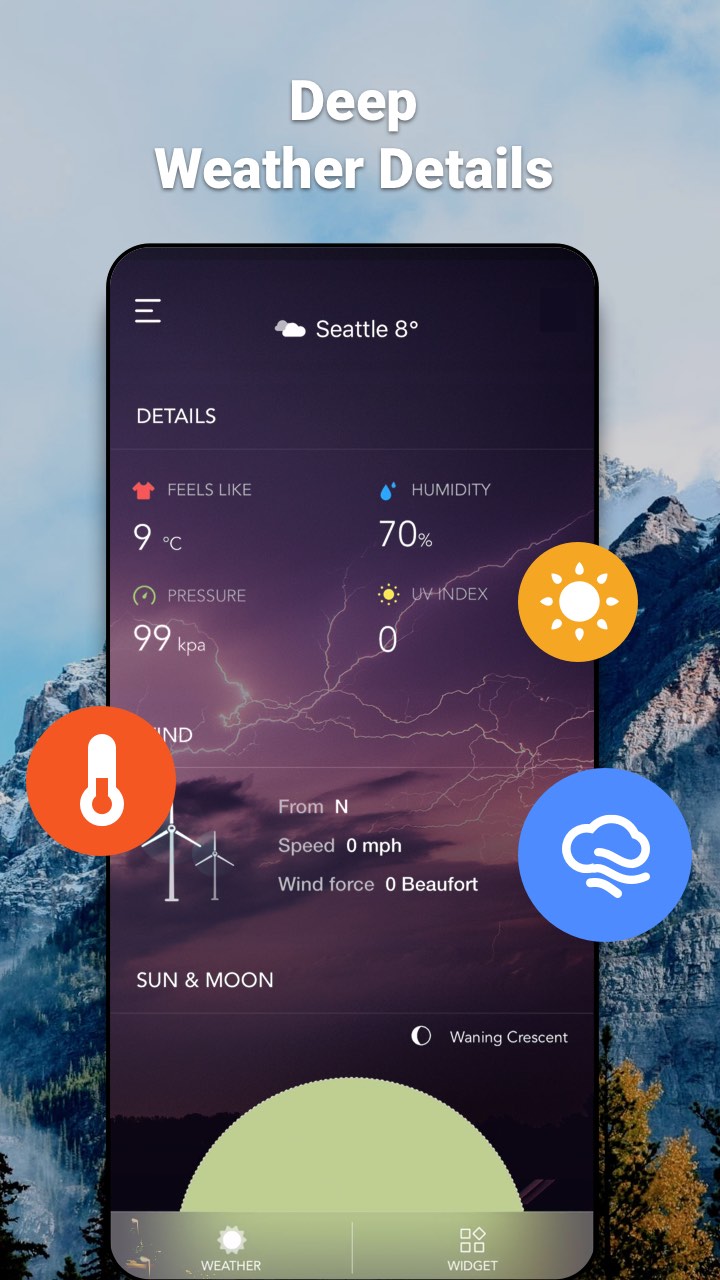 Deep
Weather Details
Seattle 8°
DETAILS
FEELS LIKE
9 °C
HUMIDITY
70%
PRESSURE
99 kpa
UV INDEX
0
IND
From N
Speed 0 mph
Wind force 0 Beaufort
SUN & MOON
Waning Crescent
WEATHER
WIDGET